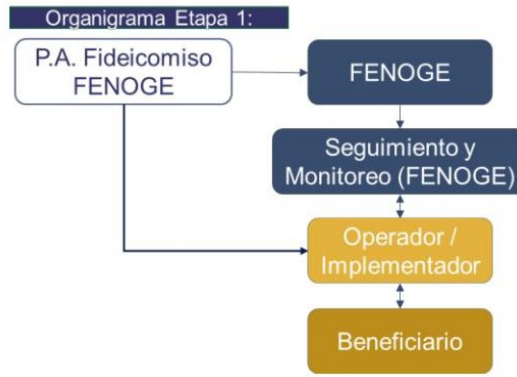 Organigrama Etapa 1:
P.A. Fideicomiso
FENOGE
FENOGE
Seguimiento y
Monitoreo (FENOGE)
Operador /
Implementador
Beneficiario